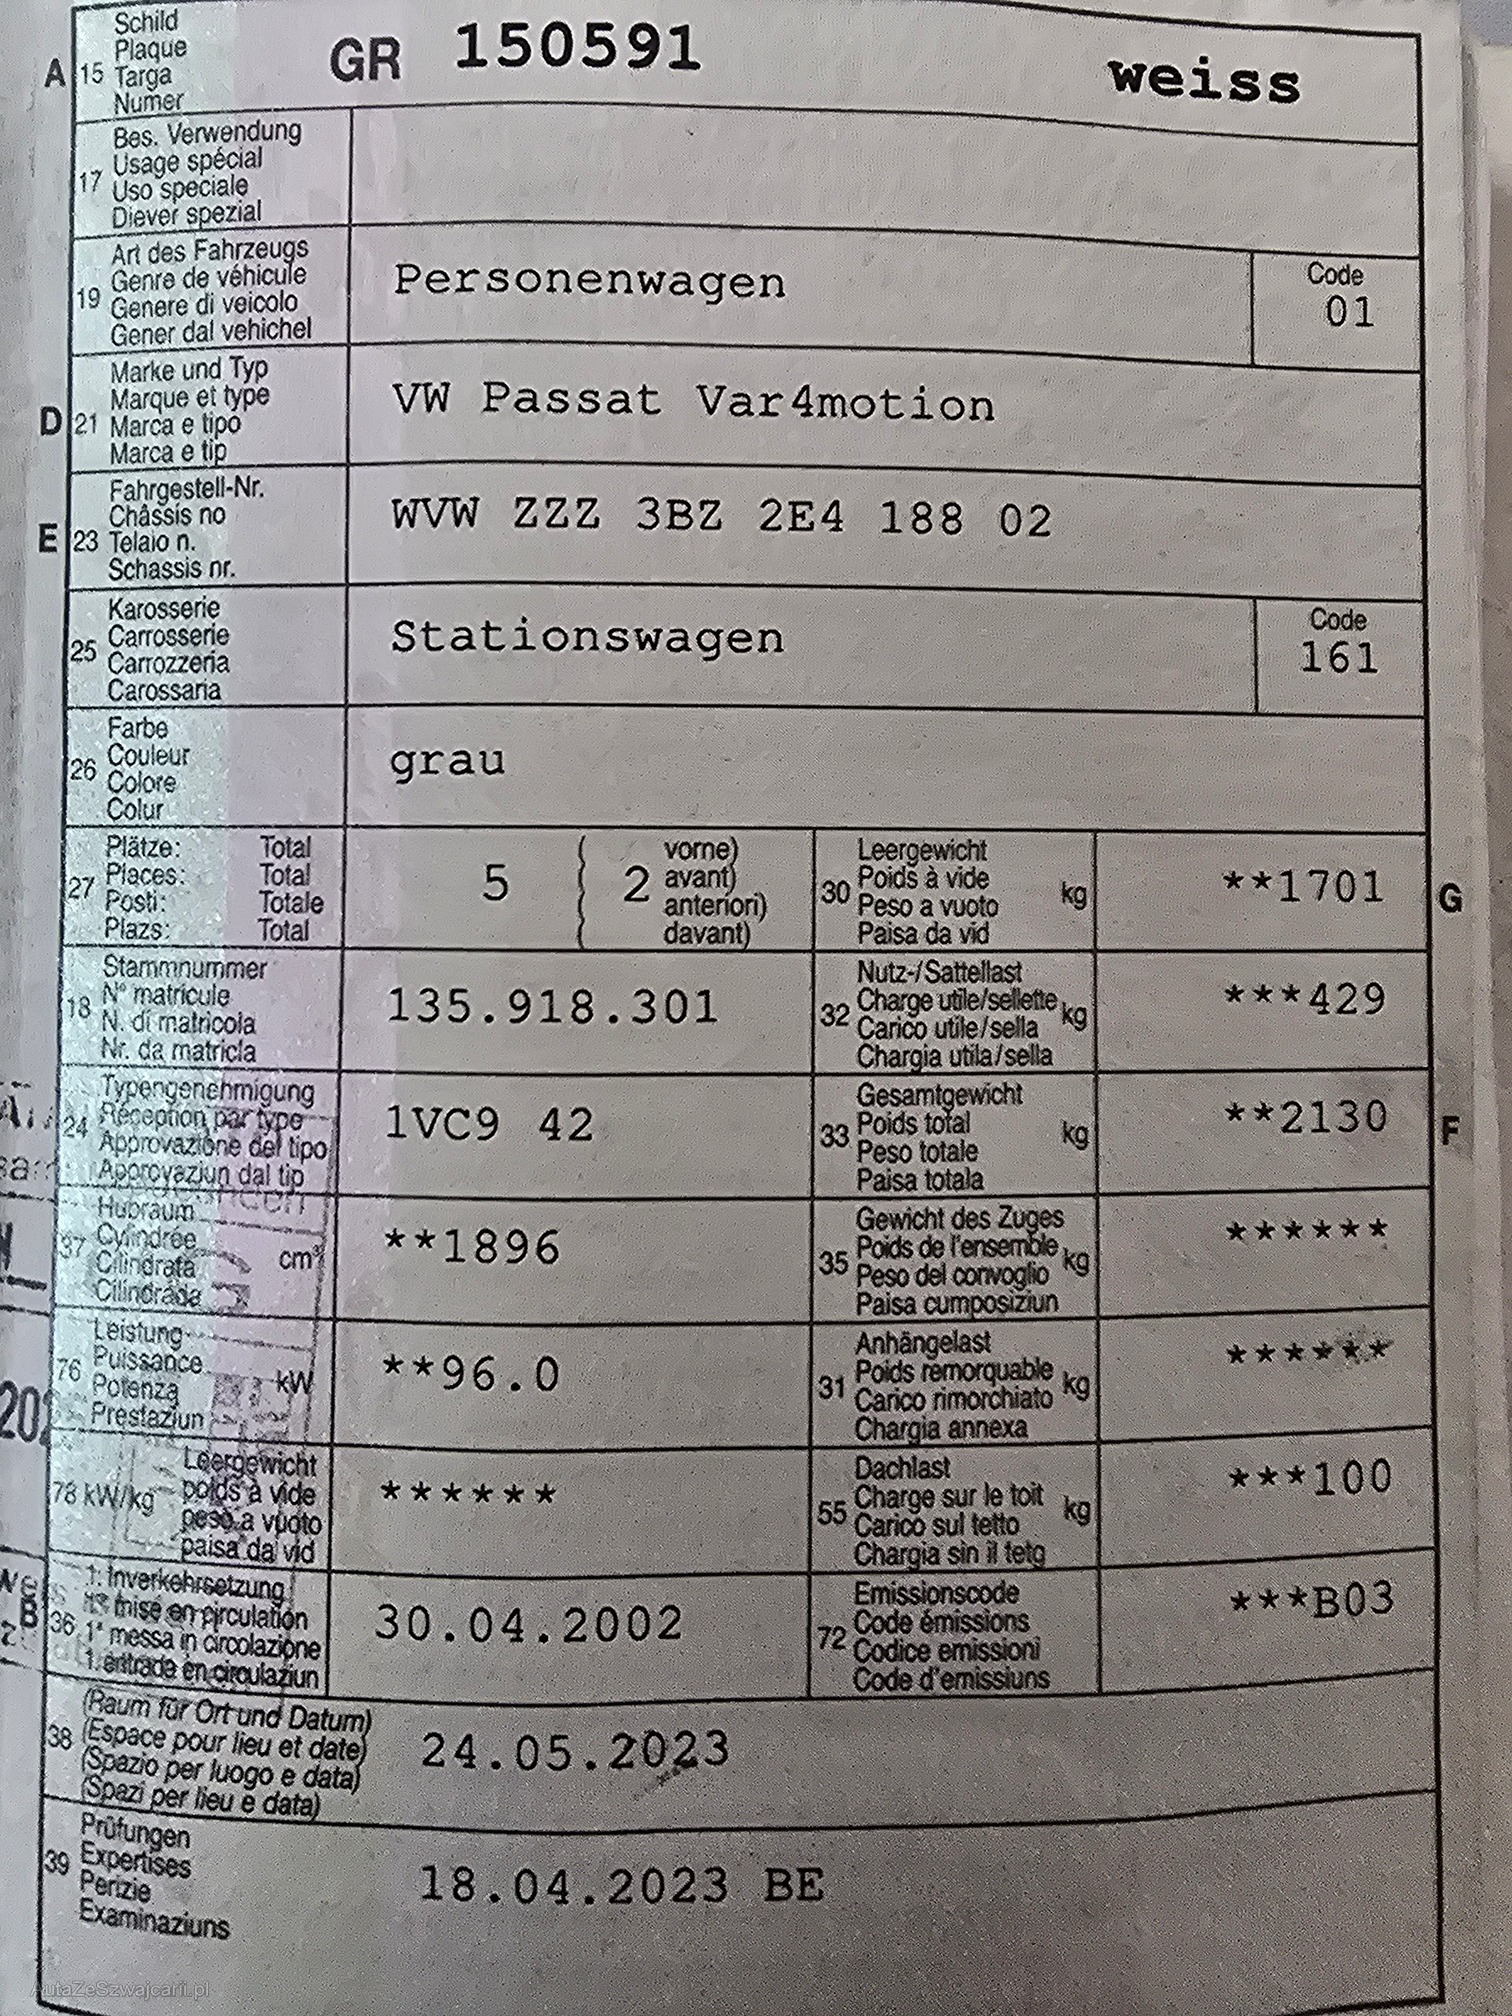 A 15 Schild
Plaque
Targa
Numer
GR 150591 weiss
17 Bes. Verwendung
Usage spécial
Uso speciale
Diever spezial
19 Art des Fahrzeugs
Genre de véhicule
Genere di veicolo
Gener dal vehichel
Personenwagen
Code
01
D 21 Marke und Typ
Marque et type
Marca e tipo
Marca e tip
VW Passat Var4motion
E 23 Fahrgestell-Nr.
Châssis no
Telaio n.
Schassis nr.
WVW ZZZ 3BZ 2E4 188 02
25 Karosserie
Carrosserie
Carrozzeria
Carossaria
Stationswagen
Code
161
26 Farbe
Couleur
Colore
Colur
grau
27 Plätze: Total
Places: Total
Posti: Totale
Plazs: Total
5 ( 2 vorne)
avant)
anteriori)
davant)
30 Leergewicht
Poids à vide kg
Peso a vuoto
Paisa da vid
**1701 G
18 Stammnummer
N° matricule
N. di matricola
Nr. da matricla
135.918.301
32 Nutz-/Sattellast
Charge utile/sellette kg
Carico utile/sella
Chargia utila/sella
***429
24 Typengenehmigung
Réception par type
Approvazione del tipo
Approvaziun dal tip
1VC9 42
33 Gesamtgewicht
Poids total kg
Peso totale
Paisa totala
**2130 F
37 Hubraum
Cylindrée
Cilindrata cm³
Cilindrada
**1896
35 Gewicht des Zuges
Poids de l'ensemble kg
Peso del convoglio
Paisa cumposiziun
******
76 Leistung
Puissance kW
Potenza
Prestaziun
**96.0
31 Anhängelast
Poids remorquable kg
Carico rimorchiato
Chargia annexa
******
78 kW/kg Leergewicht
poids à vide
peso a vuoto
paisa da vid
******
55 Dachlast
Charge sur le toit kg
Carico sul tetto
Chargia sin il tetg
***100
B 36 1. Inverkehrsetzung
1re mise en circulation
1ª messa in circolazione
1. entrada en circulaziun
30.04.2002
72 Emissionscode
Code émissions
Codice emissioni
Code d'emissiuns
***B03
38 (Raum für Ort und Datum)
(Espace pour lieu et date)
(Spazio per luogo e data)
(Spazi per lieu e data)
24.05.2023
39 Prüfungen
Expertises
Perizie
Examinaziuns
18.04.2023 BE
AutaZeSzwajcarii.pl